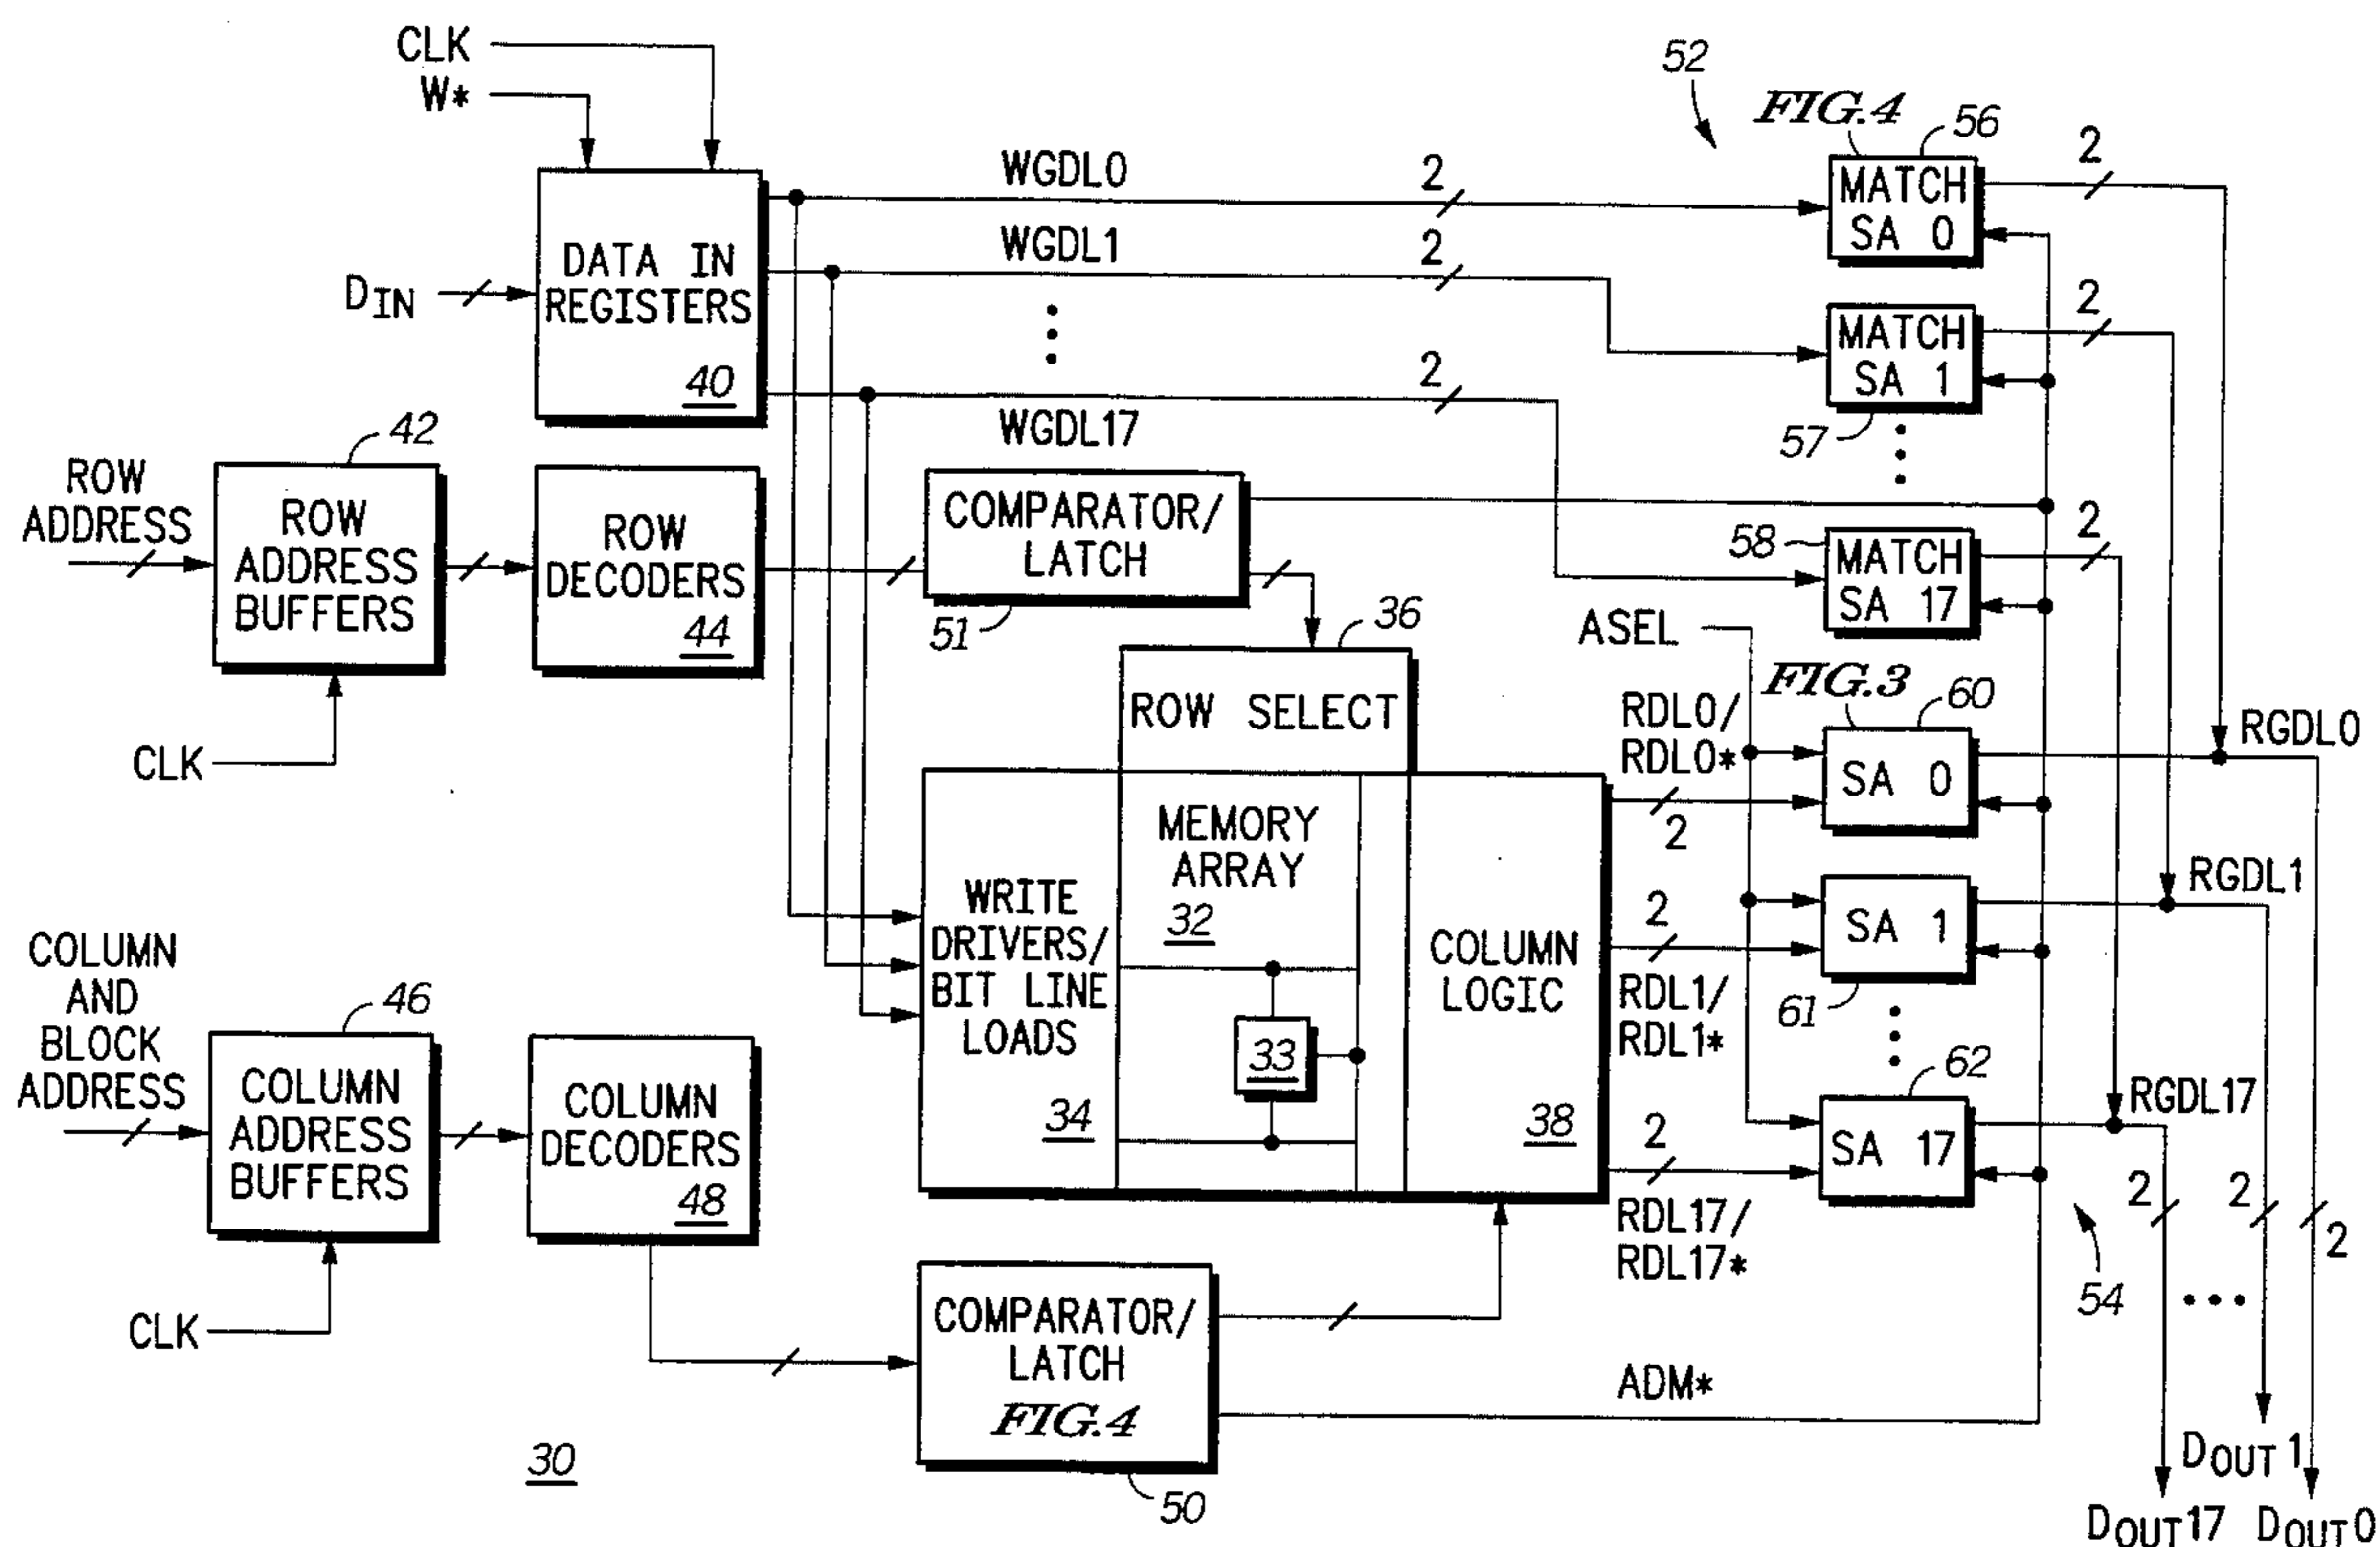 CLK
W*
52
FIG.4
56
2
WGDL0
2
MATCH
SA 0
DATA IN
REGISTERS
40
DIN
WGDL1
2
2
MATCH
SA 1
57
2
WGDL17
42
ROW
ADDRESS
ROW
ADDRESS
BUFFERS
ROW
DECODERS
44
COMPARATOR/
LATCH
51
58
MATCH
SA 17
2
CLK
36
ROW SELECT
ASEL
FIG.3
60
RDL0/
RDL0*
2
SA 0
RGDL0
MEMORY
ARRAY
32
33
WRITE
DRIVERS/
BIT LINE
LOADS
34
COLUMN
LOGIC
38
2
RDL1/
RDL1*
SA 1
61
RGDL1
COLUMN
AND
BLOCK
ADDRESS
46
COLUMN
ADDRESS
BUFFERS
COLUMN
DECODERS
48
2
RDL17/
RDL17*
62
SA 17
RGDL17
2
2
2
54
CLK
COMPARATOR/
LATCH
FIG.4
50
ADM*
30
DOUT 1
DOUT17
DOUT0